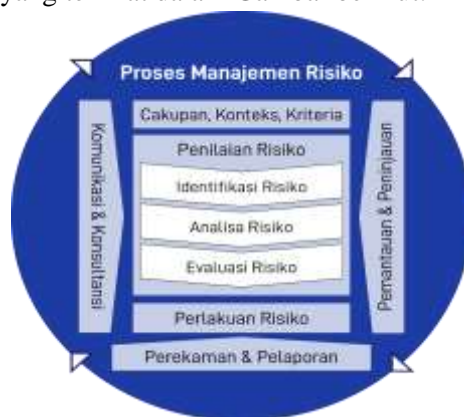 Proses Manajemen Risiko
Cakupan, Konteks, Kriteria
Komunikasi & Konsultansi
Penilaian Risiko
Identifikasi Risiko
Analisa Risiko
Evaluasi Risiko
Pemantauan & Peninjauan
Perlakuan Risiko
Perekaman & Pelaporan